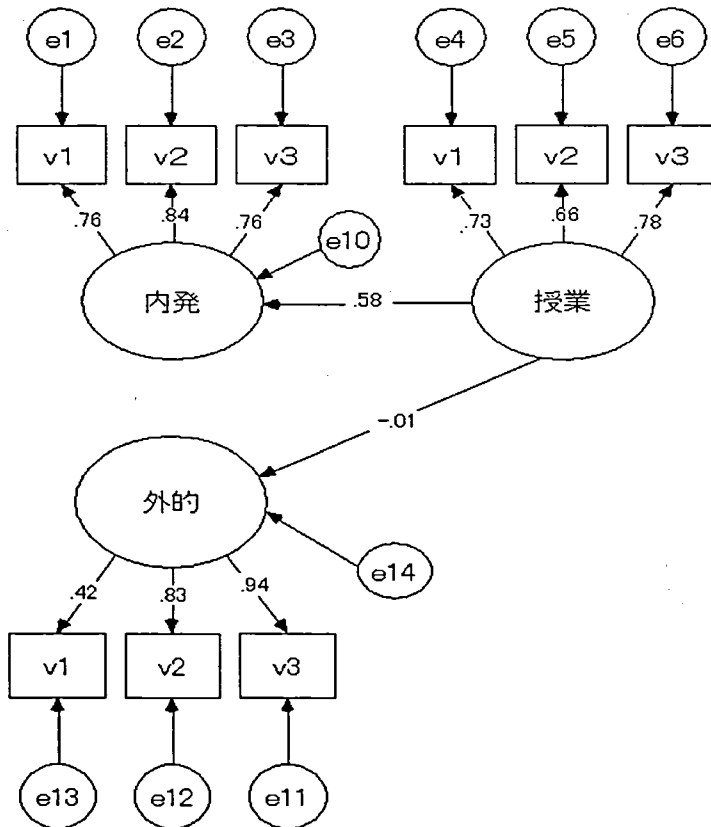 e1 e2 e3 e4 e5 e6
v1 v2 v3 v1 v2 v3
.76 .84 .76 .73 .66 .78
e10
内発 .58 授業
-.01
外的
e14
.42 .83 .94
v1 v2 v3
e13 e12 e11